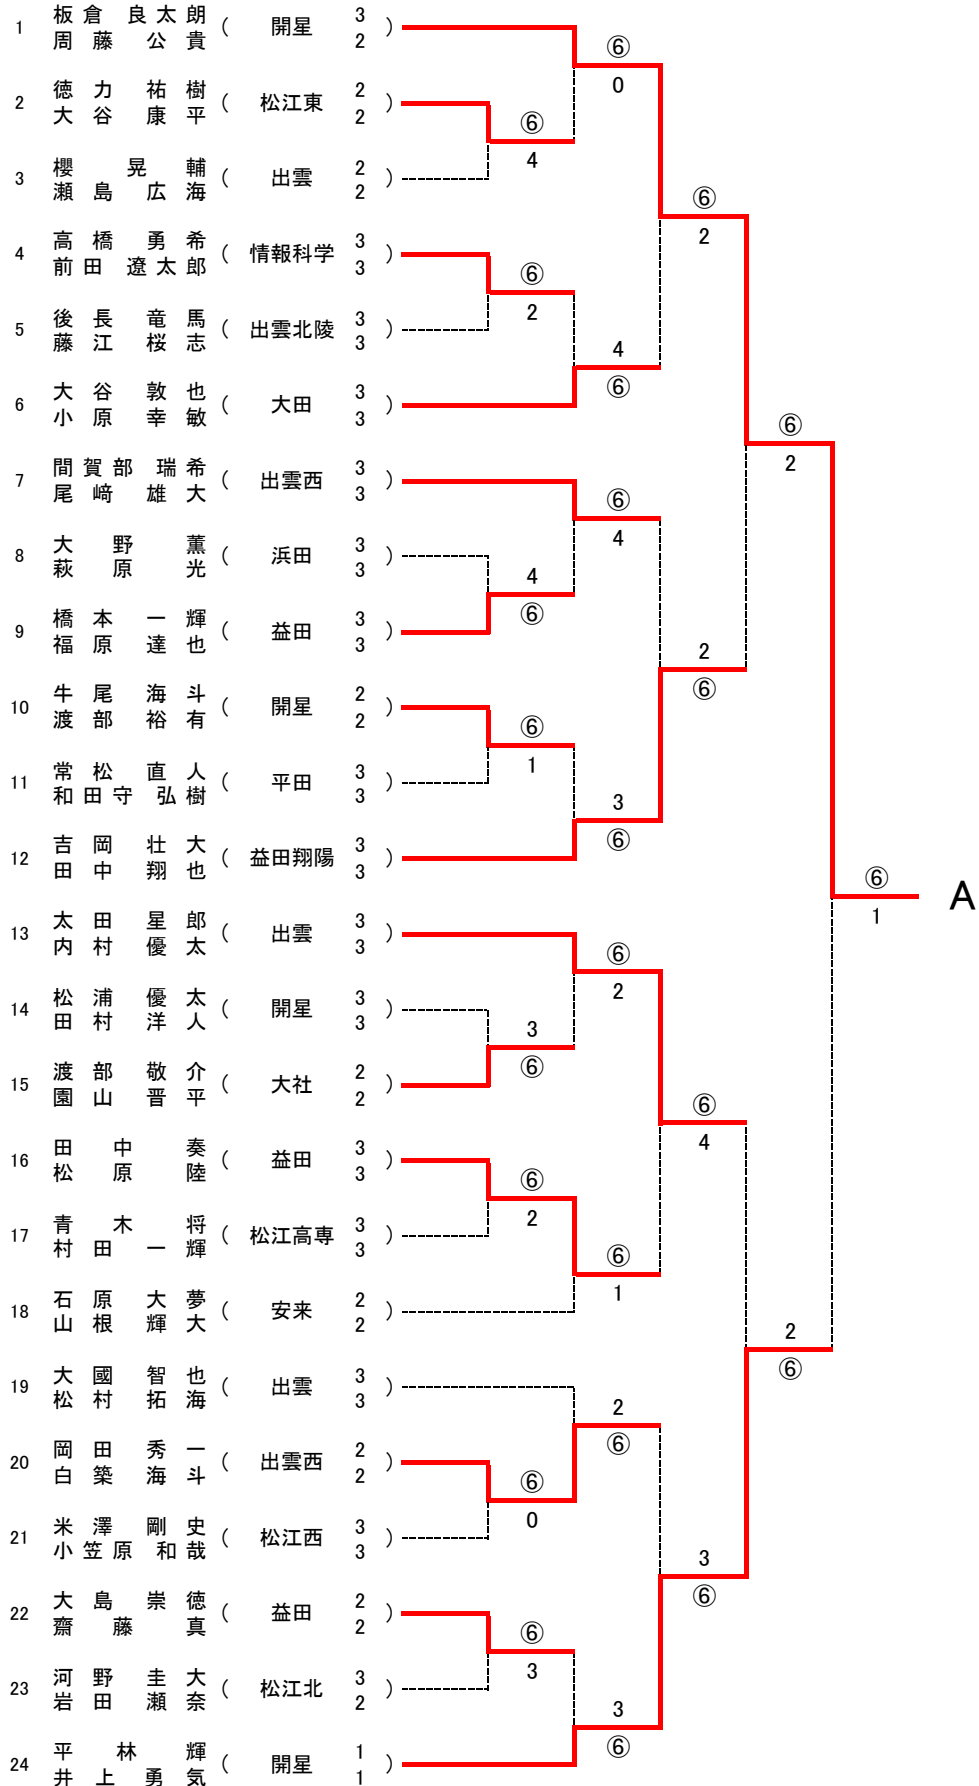 1 板倉 良太朗 ( 開星 3 )
周藤 公貴 2
2 徳力 祐樹 ( 松江東 2 )
大谷 康平 2
3 櫻 晃輔 ( 出雲 2 )
瀬島 広海 2
4 高橋 勇希 ( 情報科学 3 )
前田 遼太郎 3
5 後長 竜馬 ( 出雲北陵 3 )
藤江 桜志 3
6 大谷 敦也 ( 大田 3 )
小原 幸敏 3
7 間賀部 瑞希 ( 出雲西 3 )
尾﨑 雄大 3
8 大野 薫 ( 浜田 3 )
萩原 光 3
9 橋本 一輝 ( 益田 3 )
福原 達也 3
10 牛尾 海斗 ( 開星 2 )
渡部 裕有 2
11 常松 直人 ( 平田 3 )
和田守 弘樹 3
12 吉岡 壮大 ( 益田翔陽 3 )
田中 翔也 3
13 太田 星郎 ( 出雲 3 )
内村 優太 3
14 松浦 優太 ( 開星 3 )
田村 洋人 3
15 渡部 敬介 ( 大社 2 )
園山 晋平 2
16 田中 奏 ( 益田 3 )
松原 陸 3
17 青木 将 ( 松江高専 3 )
村田 一輝 3
18 石原 大夢 ( 安来 2 )
山根 輝大 2
19 大國 智也 ( 出雲 3 )
松村 拓海 3
20 岡田 秀一 ( 出雲西 2 )
白築 海斗 2
21 米澤 剛史 ( 松江西 3 )
小笠原 和哉 3
22 大島 崇徳 ( 益田 2 )
齋藤 真 2
23 河野 圭大 ( 松江北 3 )
岩田 瀬奈 2
24 平林 輝 ( 開星 1 )
井上 勇気 1
⑥
4
⑥
2
4
⑥
⑥
1
3
⑥
⑥
2
⑥
0
⑥
3
⑥
0
4
⑥
⑥
4
3
⑥
⑥
2
⑥
1
2
⑥
3
⑥
⑥
2
2
⑥
⑥
4
3
⑥
⑥
2
2
⑥
⑥
1
A